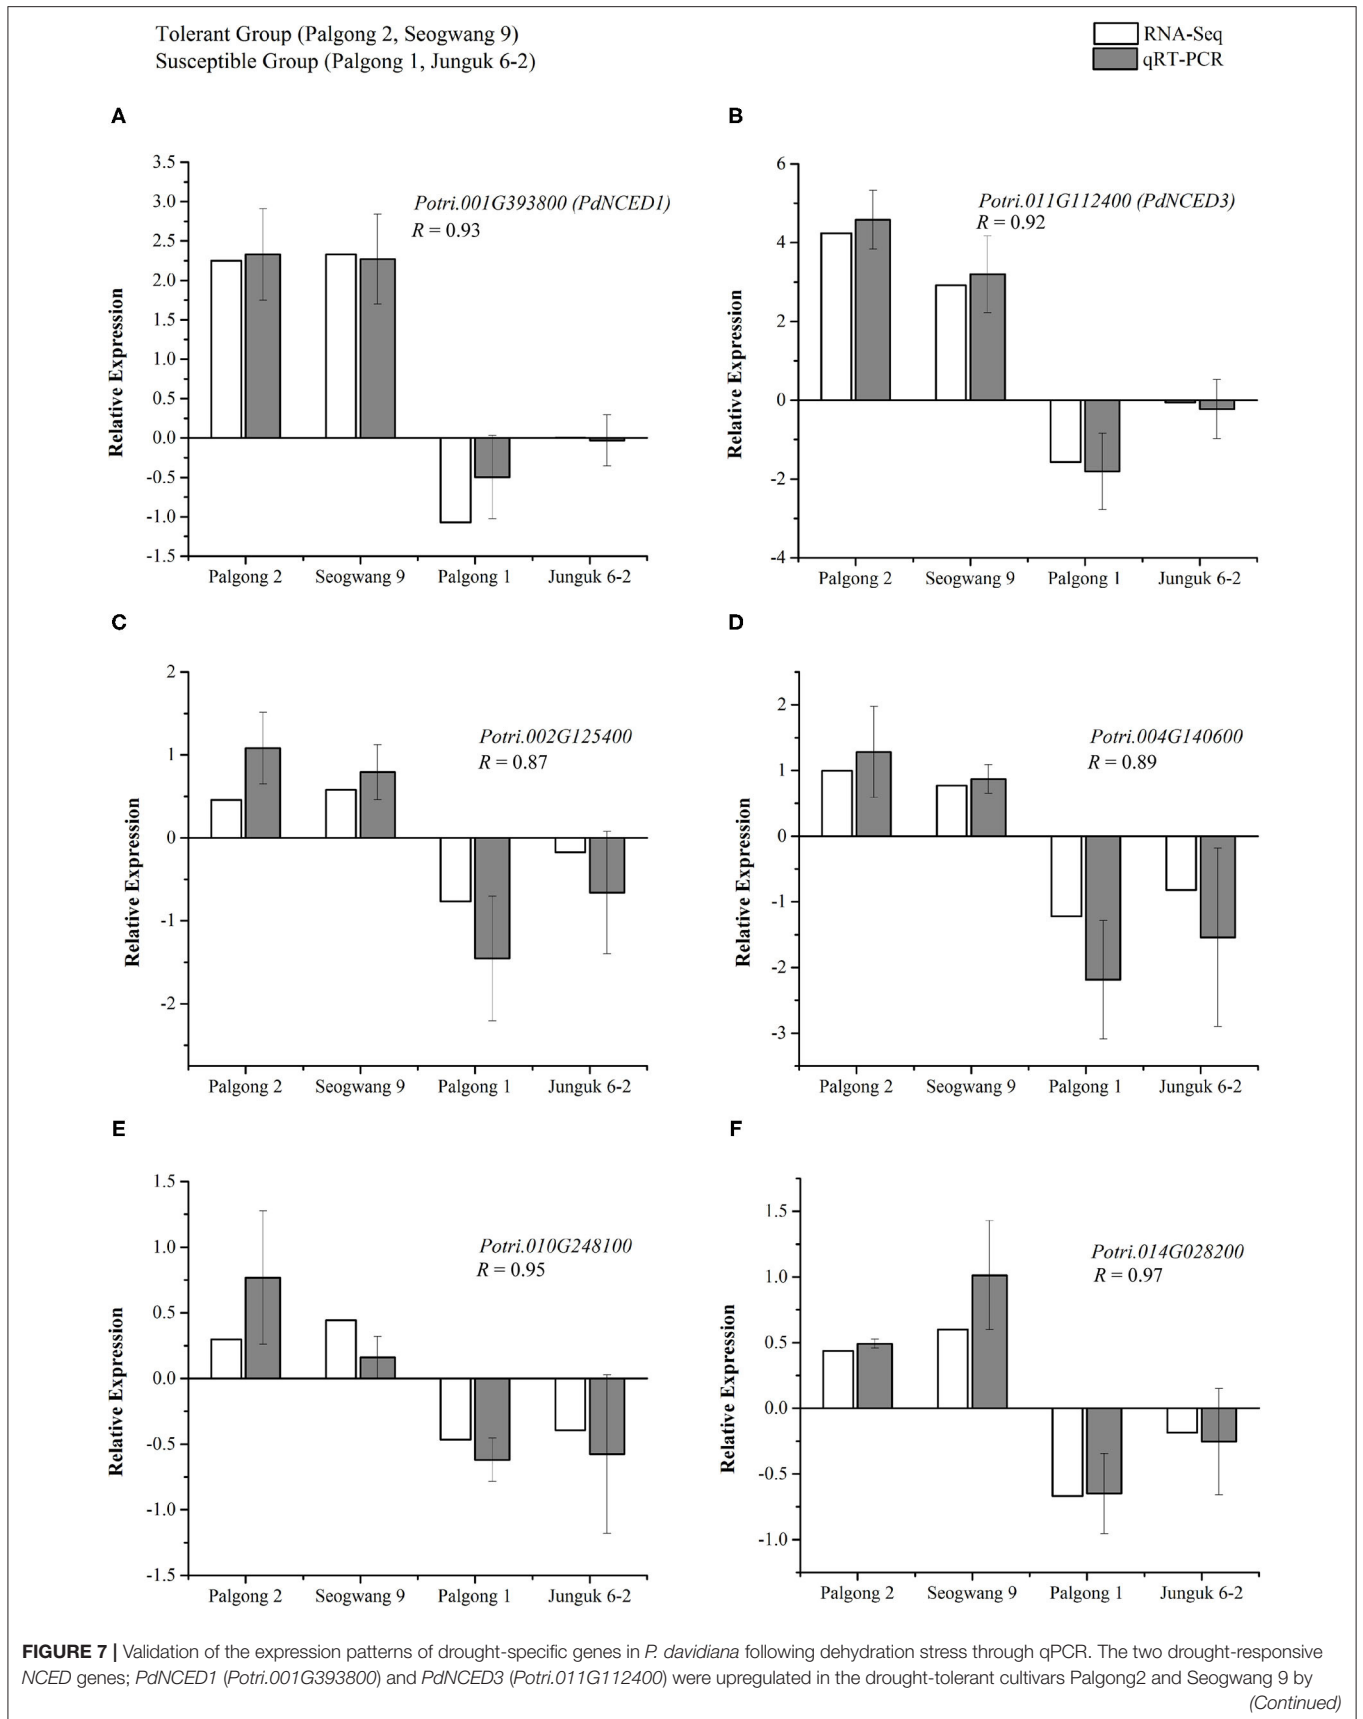 Tolerant Group (Palgong 2, Seogwang 9)
Susceptible Group (Palgong 1, Junguk 6-2)
RNA-Seq
qRT-PCR
A
3.5
3.0
2.5
2.0
1.5
1.0
0.5
0.0
-0.5
-1.0
-1.5
Relative Expression
Potri.001G393800 (PdNCED1)
R = 0.93
Palgong 2 Seogwang 9 Palgong 1 Junguk 6-2
B
6
4
2
0
-2
-4
Relative Expression
Potri.011G112400 (PdNCED3)
R = 0.92
Palgong 2 Seogwang 9 Palgong 1 Junguk 6-2
C
2
1
0
-1
-2
Relative Expression
Potri.002G125400
R = 0.87
Palgong 2 Seogwang 9 Palgong 1 Junguk 6-2
D
2
1
0
-1
-2
-3
Relative Expression
Potri.004G140600
R = 0.89
Palgong 2 Seogwang 9 Palgong 1 Junguk 6-2
E
1.5
1.0
0.5
0.0
-0.5
-1.0
-1.5
Relative Expression
Potri.010G248100
R = 0.95
Palgong 2 Seogwang 9 Palgong 1 Junguk 6-2
F
1.5
1.0
0.5
0.0
-0.5
-1.0
Relative Expression
Potri.014G028200
R = 0.97
Palgong 2 Seogwang 9 Palgong 1 Junguk 6-2
FIGURE 7 | Validation of the expression patterns of drought-specific genes in P. davidiana following dehydration stress through qPCR. The two drought-responsive
NCED genes; PdNCED1 (Potri.001G393800) and PdNCED3 (Potri.011G112400) were upregulated in the drought-tolerant cultivars Palgong2 and Seogwang 9 by
(Continued)